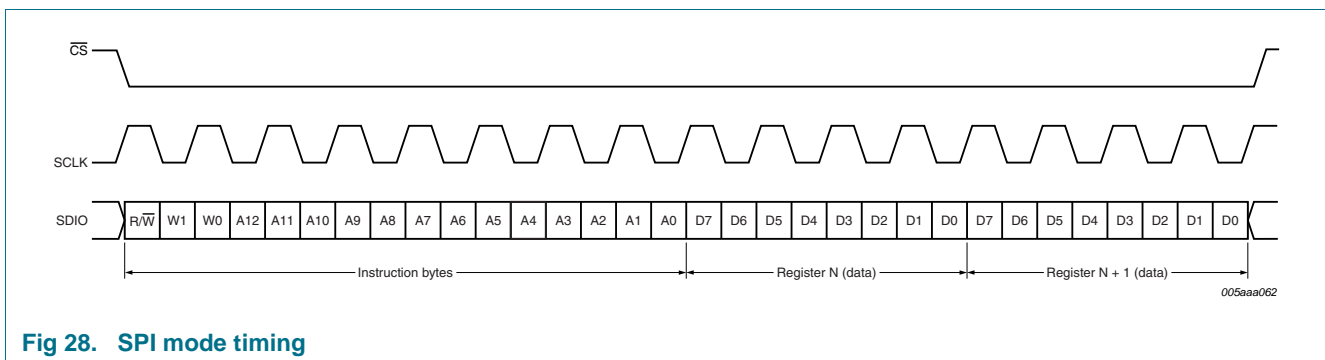 CS
SCLK
SDIO R/W W1 W0 A12 A11 A10 A9 A8 A7 A6 A5 A4 A3 A2 A1 A0 D7 D6 D5 D4 D3 D2 D1 D0 D7 D6 D5 D4 D3 D2 D1 D0
Instruction bytes Register N (data) Register N + 1 (data)
005aaa062
Fig 28. SPI mode timing